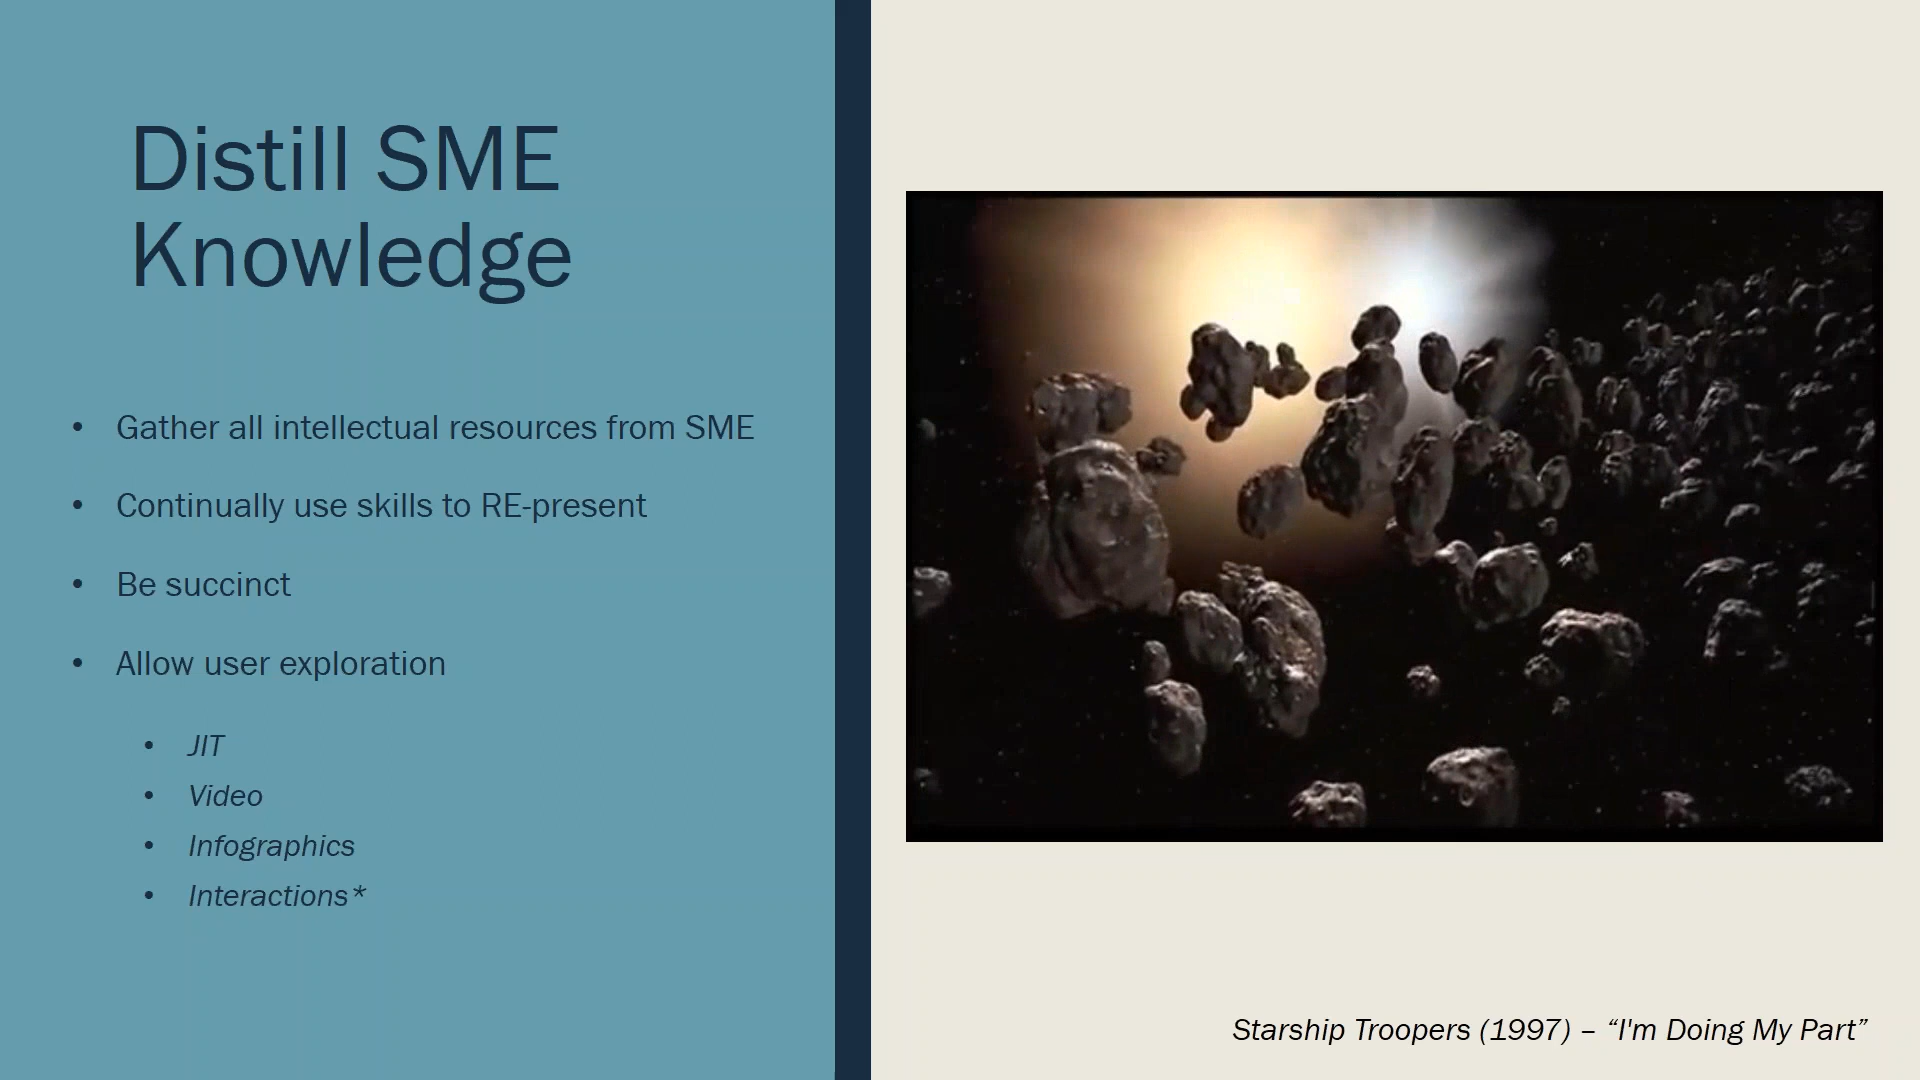 Distill SME
Knowledge
• Gather all intellectual resources from SME
• Continually use skills to RE-present
• Be succinct
• Allow user exploration
• JIT
• Video
• Infographics
• Interactions*
Starship Troopers (1997) – “I'm Doing My Part”